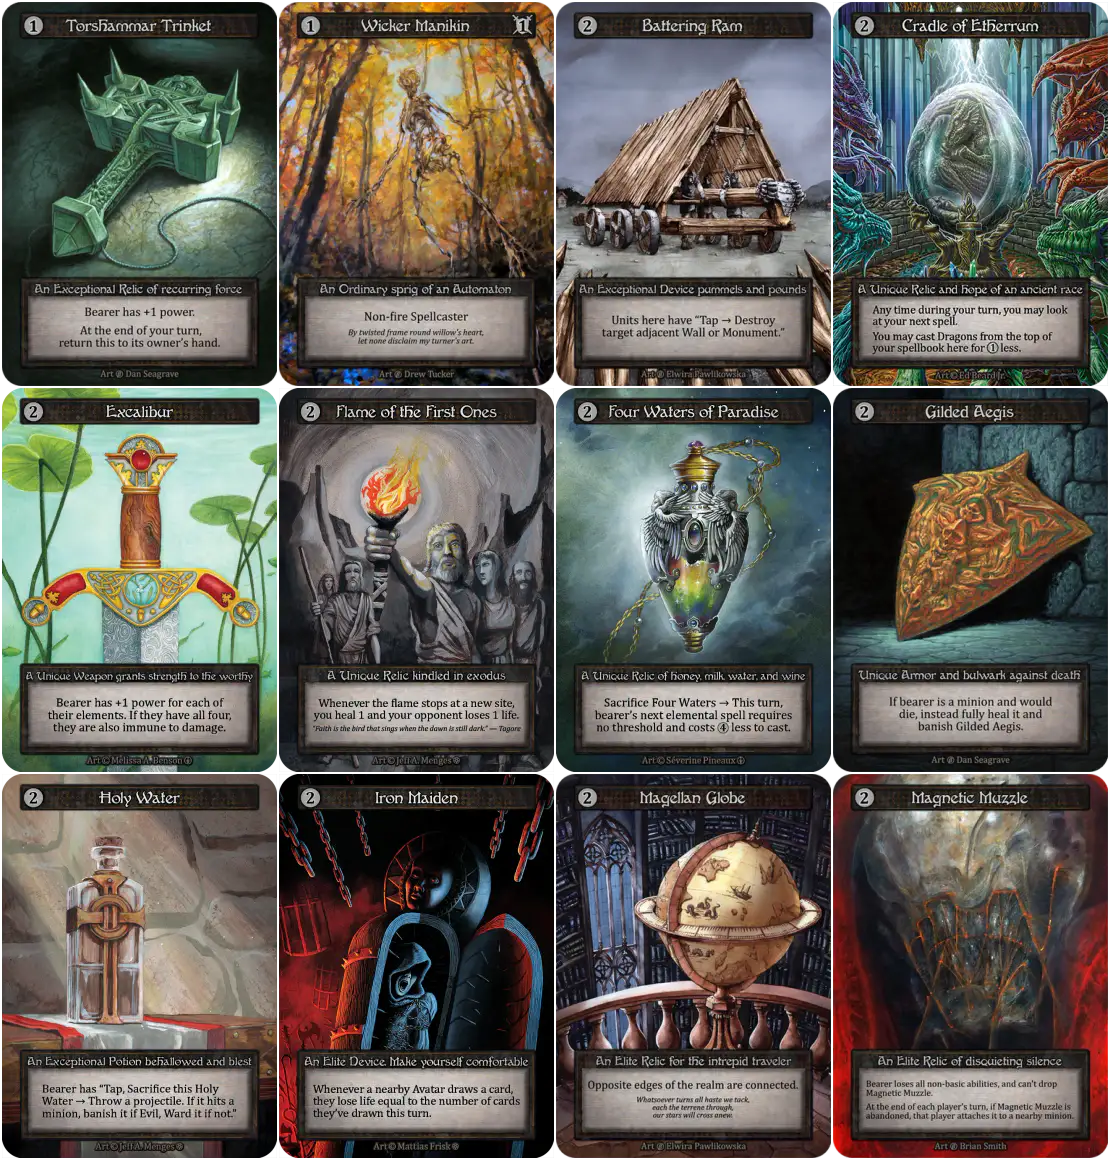 1 Torshammar Trinket
An Exceptional Relic of recurring force
Bearer has +1 power.
At the end of your turn,
return this to its owner's hand.
Art @ Dan Seagrave
1 Wicker Manikin 1
An Ordinary sprig of an Automaton
Non-fire Spellcaster
By twisted frame round willow's heart,
let none disclaim my turner's art.
Art @ Drew Tucker
2 Battering Ram
An Exceptional Device pummels and pounds
Units here have “Tap → Destroy
target adjacent Wall or Monument.”
Art @ Elwira Pawlikowska
2 Cradle of Etherrum
A Unique Relic and hope of an ancient race
Any time during your turn, you may look
at your next spell.
You may cast Dragons from the top of
your spellbook here for ① less.
Art © Ed Beard Jr.
2 Excalibur
A Unique Weapon grants strength to the worthy
Bearer has +1 power for each of
their elements. If they have all four,
they are also immune to damage.
Art © Melissa A. Benson
2 Flame of the First Ones
A Unique Relic kindled in exodus
Whenever the flame stops at a new site,
you heal 1 and your opponent loses 1 life.
“Faith is the bird that sings when the dawn is still dark.” — Tagore
Art © Jeff A. Menges
2 Four Waters of Paradise
A Unique Relic of honey, milk, water, and wine
Sacrifice Four Waters → This turn,
bearer's next elemental spell requires
no threshold and costs ④ less to cast.
Art © Séverine Pineaux
2 Gilded Aegis
Unique Armor and bulwark against death
If bearer is a minion and would
die, instead fully heal it and
banish Gilded Aegis.
Art @ Dan Seagrave
2 Holy Water
An Exceptional Potion behallowed and blest
Bearer has “Tap, Sacrifice this Holy
Water → Throw a projectile. If it hits a
minion, banish it if Evil, Ward it if not.”
Art © Jeff A. Menges
2 Iron Maiden
An Elite Device. Make yourself comfortable
Whenever a nearby Avatar draws a card,
they lose life equal to the number of cards
they've drawn this turn.
Art © Mattias Frisk
2 Magellan Globe
An Elite Relic for the intrepid traveler
Opposite edges of the realm are connected.
Whatsoever turns all haste we tack,
each the terrene through,
our stars will cross anew.
Art @ Elwira Pawlikowska
2 Magnetic Muzzle
An Elite Relic of disquieting silence
Bearer loses all non-basic abilities, and can't drop
Magnetic Muzzle.
At the end of each player's turn, if Magnetic Muzzle is
abandoned, that player attaches it to a nearby minion.
Art @ Brian Smith